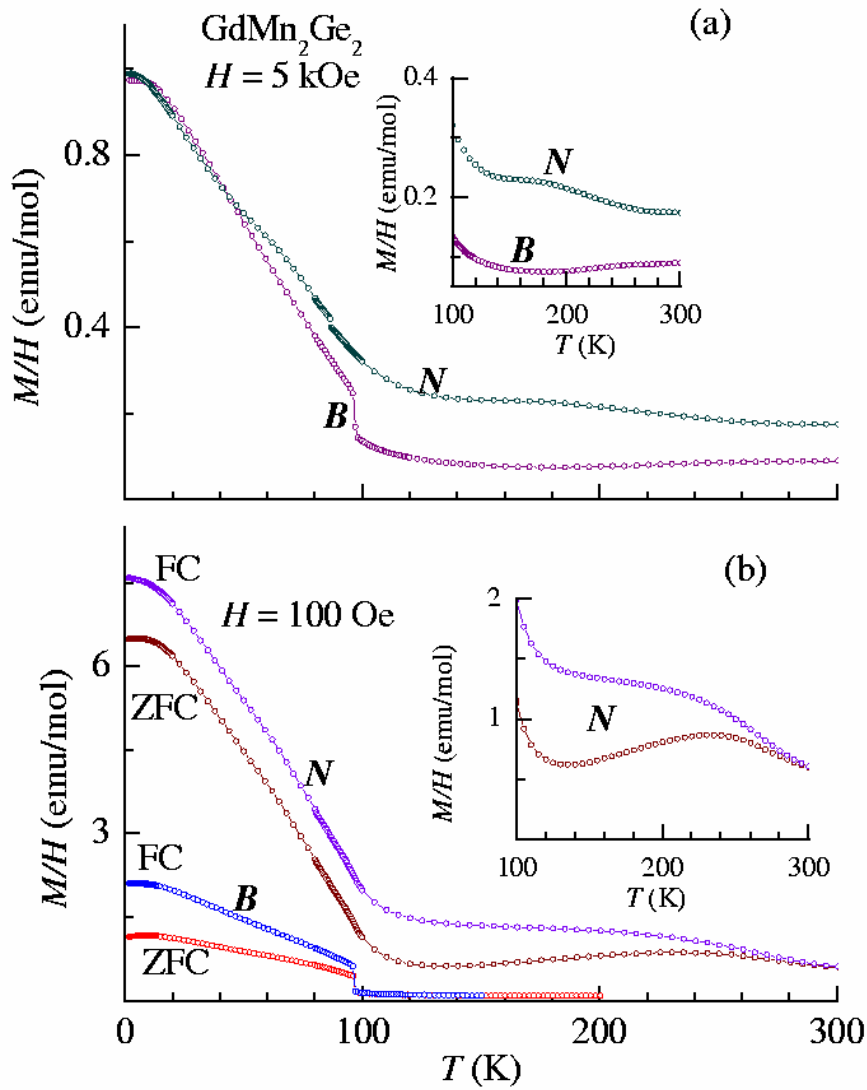 GdMn₂Ge₂
H = 5 kOe
(a)
M/H (emu/mol)
0.8
0.4
N
B
M/H (emu/mol)
0.4
0.2
N
B
100 200 300
T (K)
(b)
H = 100 Oe
M/H (emu/mol)
6
3
0
FC
ZFC
N
FC
B
ZFC
M/H (emu/mol)
2
1
N
100 200 300
T (K)
0 100 200 300
T (K)